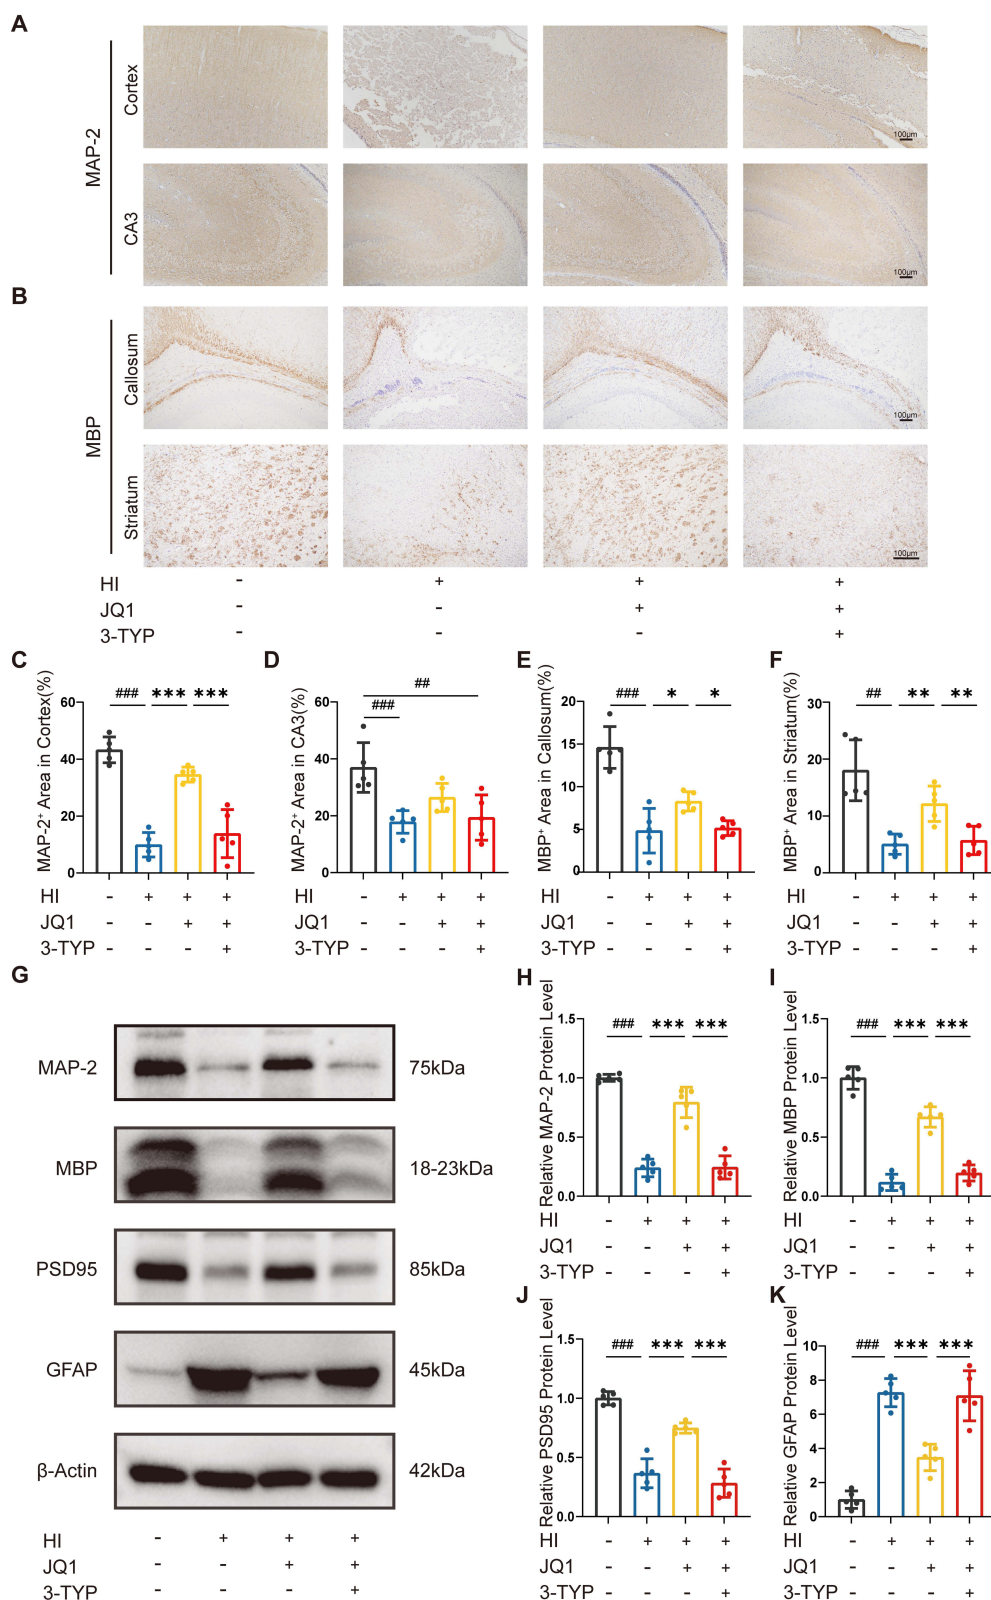 A
MAP-2
Cortex
100μm
CA3
100μm
B
MBP
Callosum
100μm
Striatum
100μm
HI - + + +
JQ1 - - + +
3-TYP - - - +
C
MAP-2⁺ Area in Cortex(%)
### *** ***
60
40
20
0
HI - + + +
JQ1 - - + +
3-TYP - - - +
D
MAP-2⁺ Area in CA3(%)
##
###
60
40
20
0
HI - + + +
JQ1 - - + +
3-TYP - - - +
E
MBP⁺ Area in Callosum(%)
### * *
20
15
10
5
0
HI - + + +
JQ1 - - + +
3-TYP - - - +
F
MBP⁺ Area in Striatum(%)
## ** **
30
20
10
0
HI - + + +
JQ1 - - + +
3-TYP - - - +
G
MAP-2 75kDa
MBP 18-23kDa
PSD95 85kDa
GFAP 45kDa
β-Actin 42kDa
HI - + + +
JQ1 - - + +
3-TYP - - - +
H
Relative MAP-2 Protein Level
### *** ***
1.5
1.0
0.5
0.0
HI - + + +
JQ1 - - + +
3-TYP - - - +
I
Relative MBP Protein Level
### *** ***
1.5
1.0
0.5
0.0
HI - + + +
JQ1 - - + +
3-TYP - - - +
J
Relative PSD95 Protein Level
### *** ***
1.5
1.0
0.5
0.0
HI - + + +
JQ1 - - + +
3-TYP - - - +
K
Relative GFAP Protein Level
### *** ***
10
8
6
4
2
0
HI - + + +
JQ1 - - + +
3-TYP - - - +